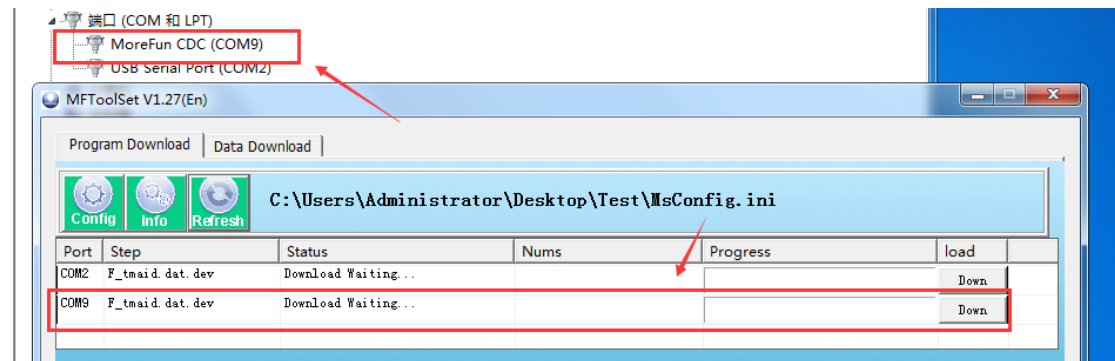 端口 (COM 和 LPT)
MoreFun CDC (COM9)
USB Serial Port (COM2)
MFToolSet V1.27(En)
Program Download Data Download
Config Info Refresh C:\Users\Administrator\Desktop\Test\MsConfig.ini
Port Step Status Nums Progress load
COM2 F_tmaid.dat.dev Download Waiting... Down
COM9 F_tmaid.dat.dev Download Waiting... Down